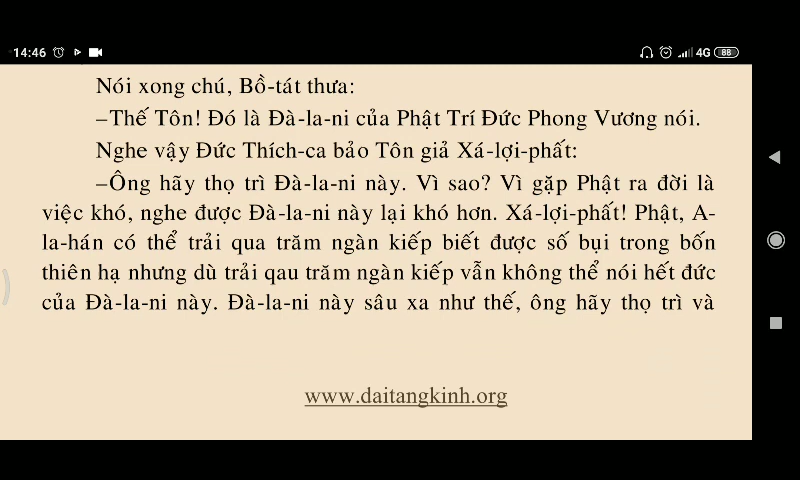 14:46
4G 88
Nói xong chú, Bồ-tát thưa:
–Thế Tôn! Đó là Đà-la-ni của Phật Trí Đức Phong Vương nói.
Nghe vậy Đức Thích-ca bảo Tôn giả Xá-lợi-phất:
–Ông hãy thọ trì Đà-la-ni này. Vì sao? Vì gặp Phật ra đời là
việc khó, nghe được Đà-la-ni này lại khó hơn. Xá-lợi-phất! Phật, A-
la-hán có thể trải qua trăm ngàn kiếp biết được số bụi trong bốn
thiên hạ nhưng dù trải qau trăm ngàn kiếp vẫn không thể nói hết đức
của Đà-la-ni này. Đà-la-ni này sâu xa như thế, ông hãy thọ trì và
www.daitangkinh.org